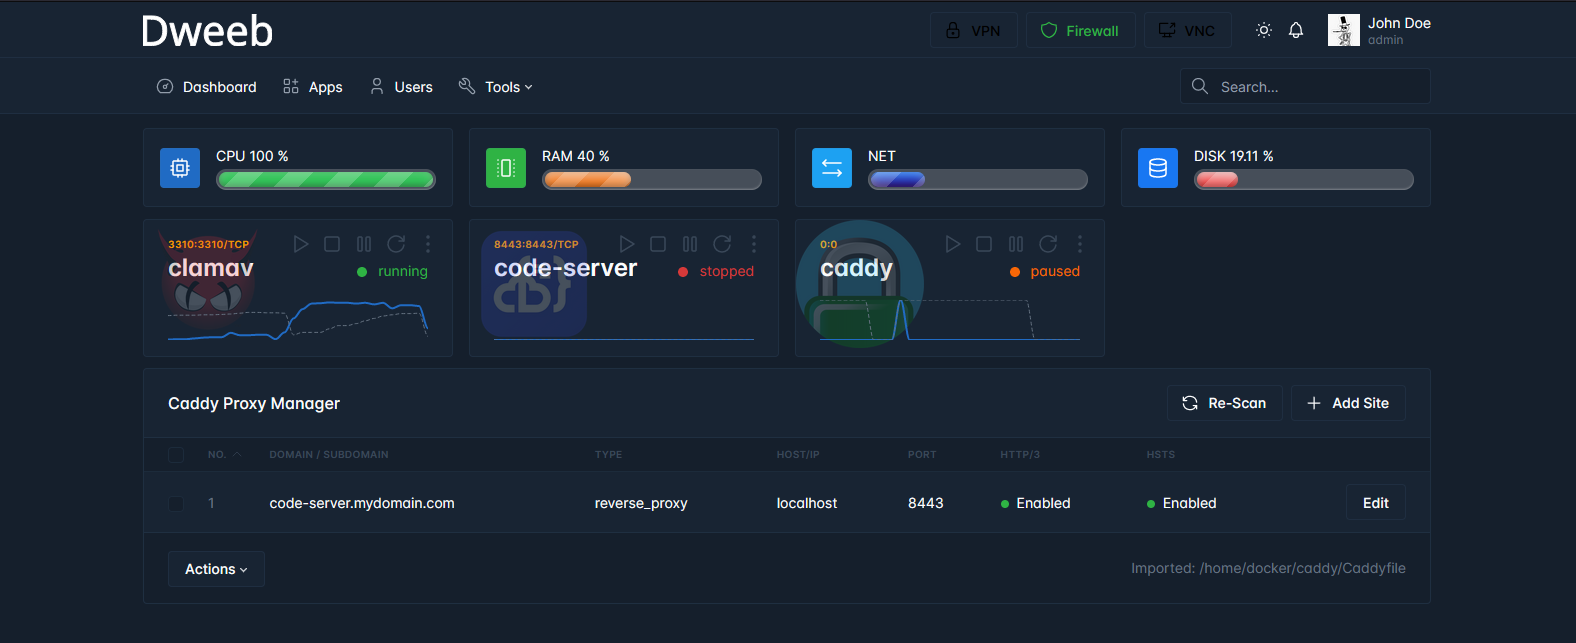 Dweeb
VPN
Firewall
VNC
John Doe
admin
Dashboard
Apps
Users
Tools
Search...
CPU 100 %
RAM 40 %
NET
DISK 19.11 %
3310:3310/TCP
clamav
running
8443:8443/TCP
code-server
stopped
0:0
caddy
paused
Caddy Proxy Manager
Re-Scan
Add Site
NO.
DOMAIN / SUBDOMAIN
TYPE
HOST/IP
PORT
HTTP/3
HSTS
1
code-server.mydomain.com
reverse_proxy
localhost
8443
Enabled
Enabled
Edit
Actions
Imported: /home/docker/caddy/Caddyfile